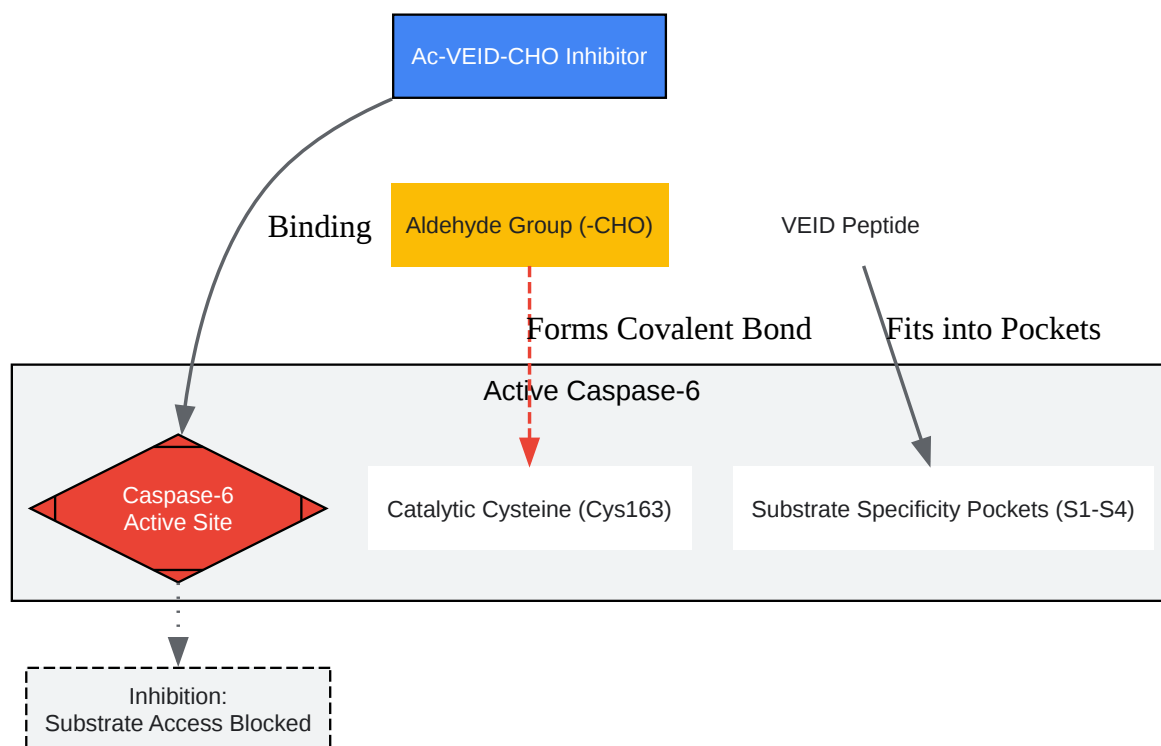 Ac-VEID-CHO Inhibitor
Binding
Aldehyde Group (-CHO)
VEID Peptide
Forms Covalent Bond
Fits into Pockets
Active Caspase-6
Caspase-6
Active Site
Catalytic Cysteine (Cys163)
Substrate Specificity Pockets (S1-S4)
Inhibition:
Substrate Access Blocked